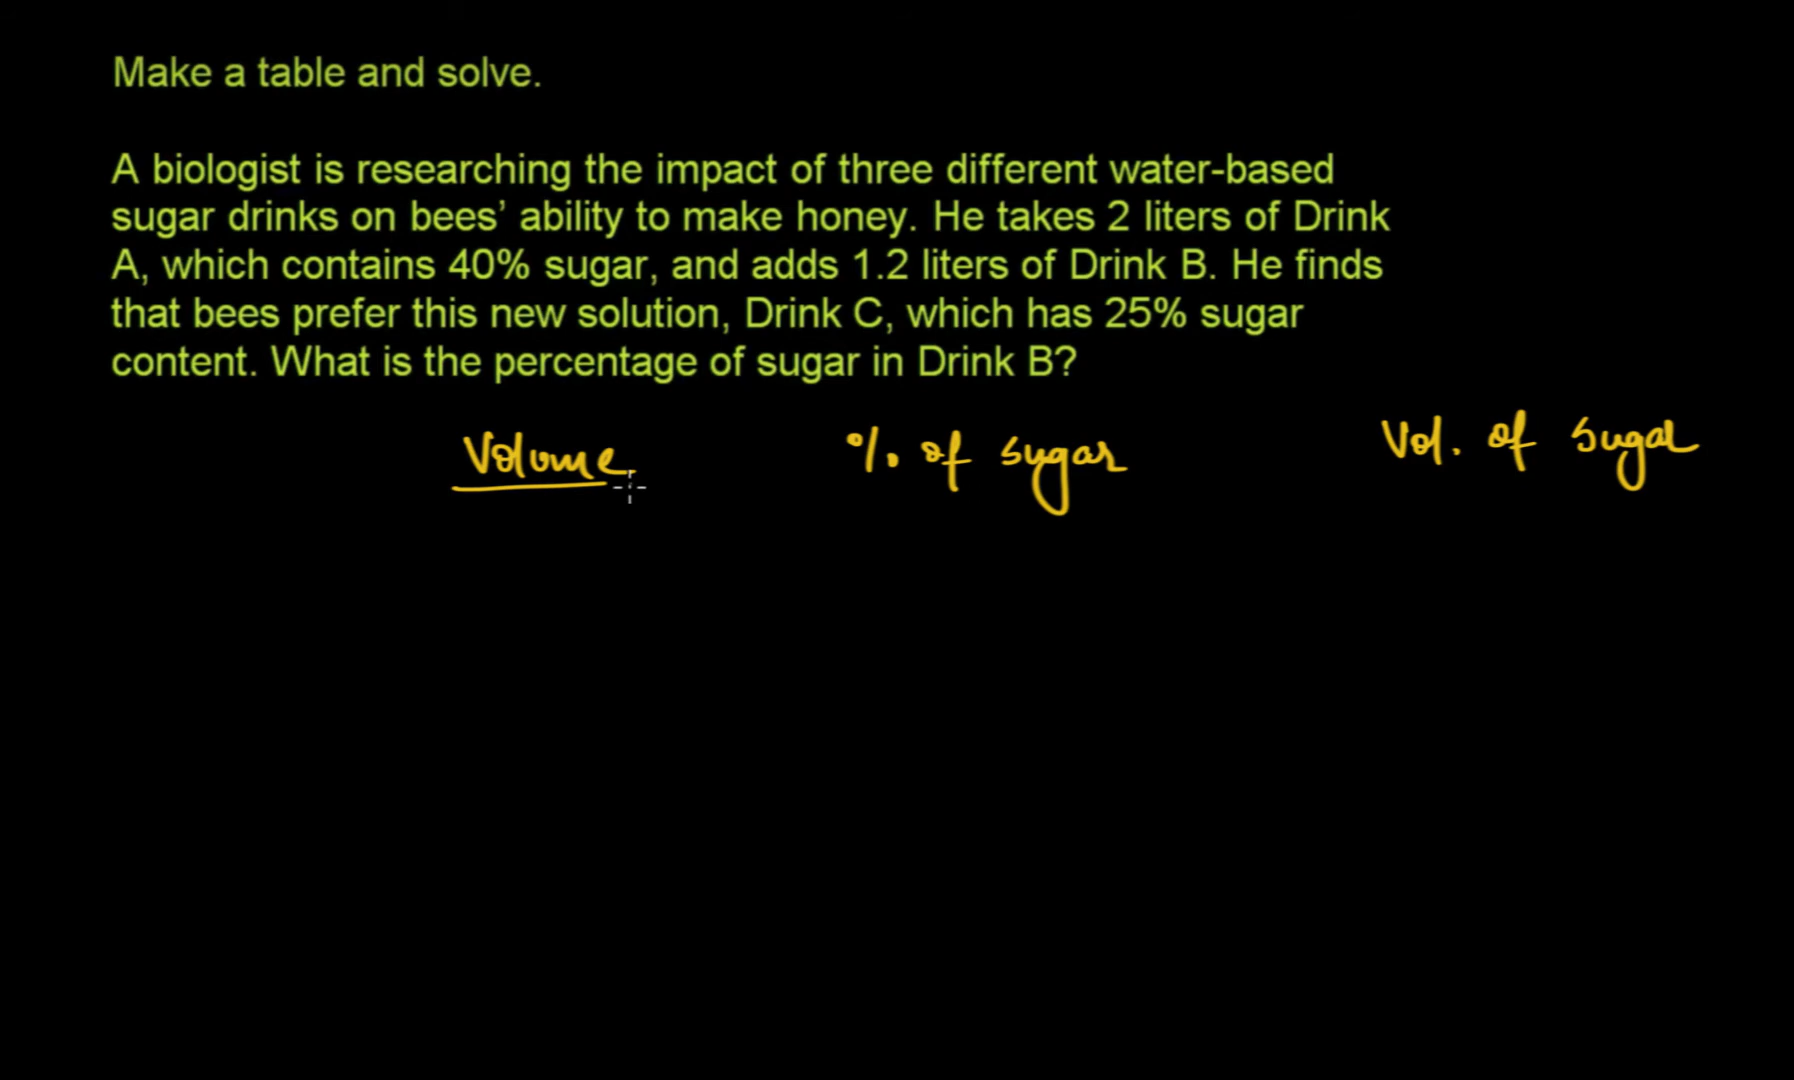 Make a table and solve.
A biologist is researching the impact of three different water-based
sugar drinks on bees’ ability to make honey. He takes 2 liters of Drink
A, which contains 40% sugar, and adds 1.2 liters of Drink B. He finds
that bees prefer this new solution, Drink C, which has 25% sugar
content. What is the percentage of sugar in Drink B?
Volume % of sugar Vol. of sugar